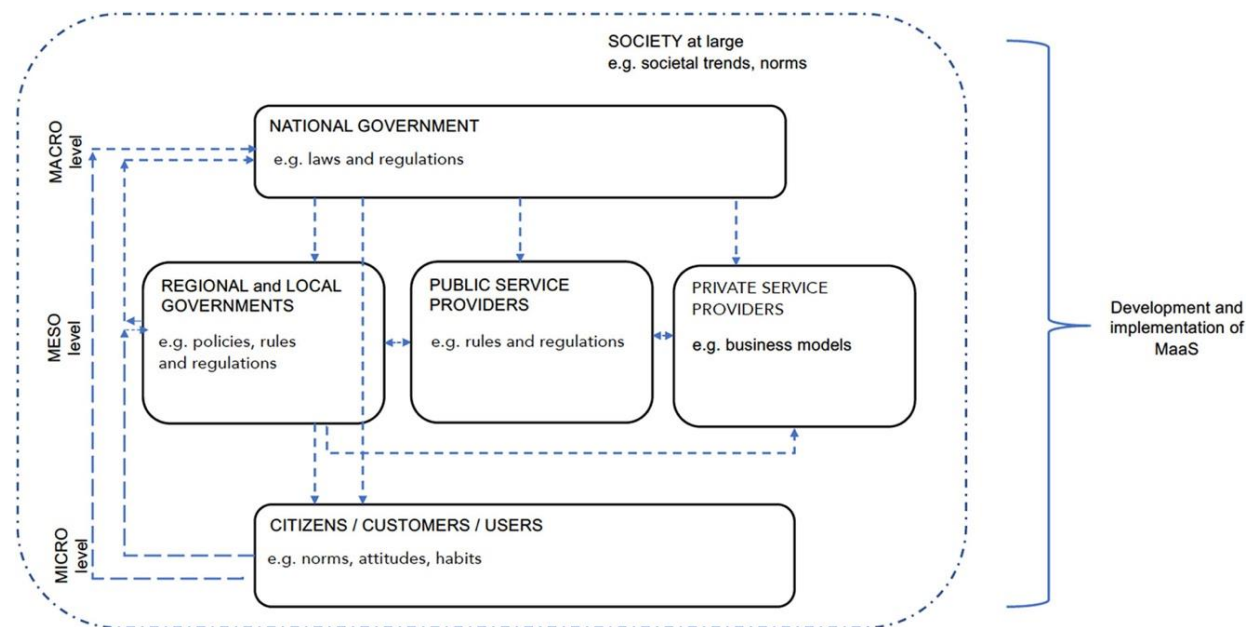 SOCIETY at large
e.g. societal trends, norms
MACRO
level
NATIONAL GOVERNMENT
e.g. laws and regulations
MESO
level
REGIONAL and LOCAL
GOVERNMENTS
e.g. policies, rules
and regulations
PUBLIC SERVICE
PROVIDERS
e.g. rules and regulations
PRIVATE SERVICE
PROVIDERS
e.g. business models
Development and
implementation of
MaaS
MICRO
level
CITIZENS / CUSTOMERS / USERS
e.g. norms, attitudes, habits